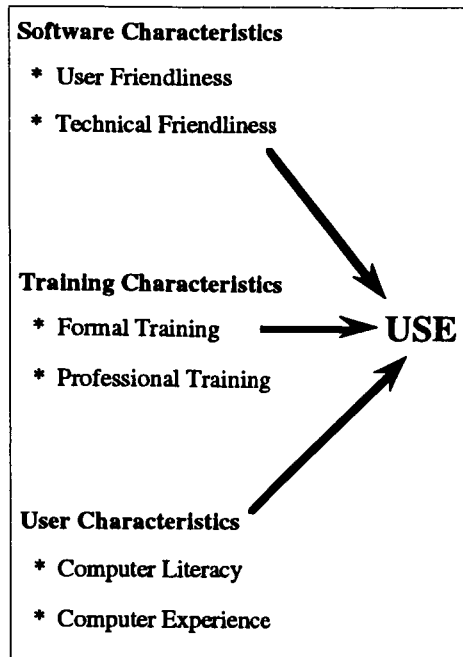 Software Characteristics
* User Friendliness
* Technical Friendliness
Training Characteristics
* Formal Training
USE
* Professional Training
User Characteristics
* Computer Literacy
* Computer Experience